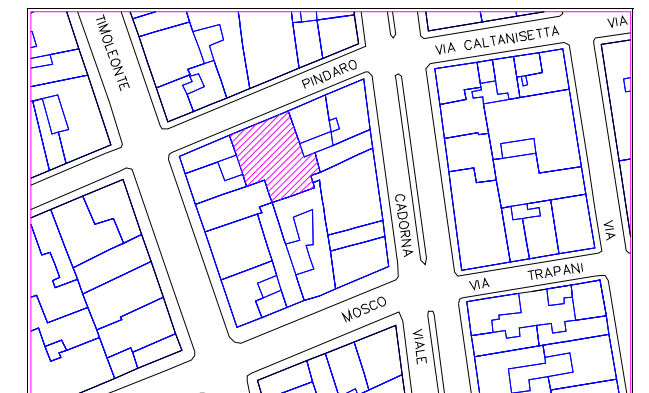 TIMOLEONTE
VIA CALTANISETTA
VIA
PINDARO
CADORNA
VIA
VIA TRAPANI
MOSCO
VIALE